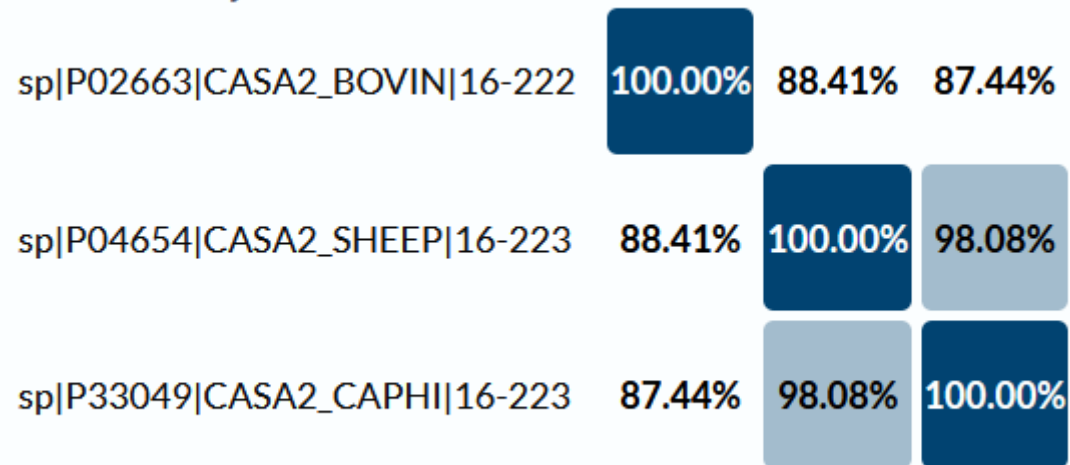 sp|P02663|CASA2_BOVIN|16-222 100.00% 88.41% 87.44%
sp|P04654|CASA2_SHEEP|16-223 88.41% 100.00% 98.08%
sp|P33049|CASA2_CAPHI|16-223 87.44% 98.08% 100.00%